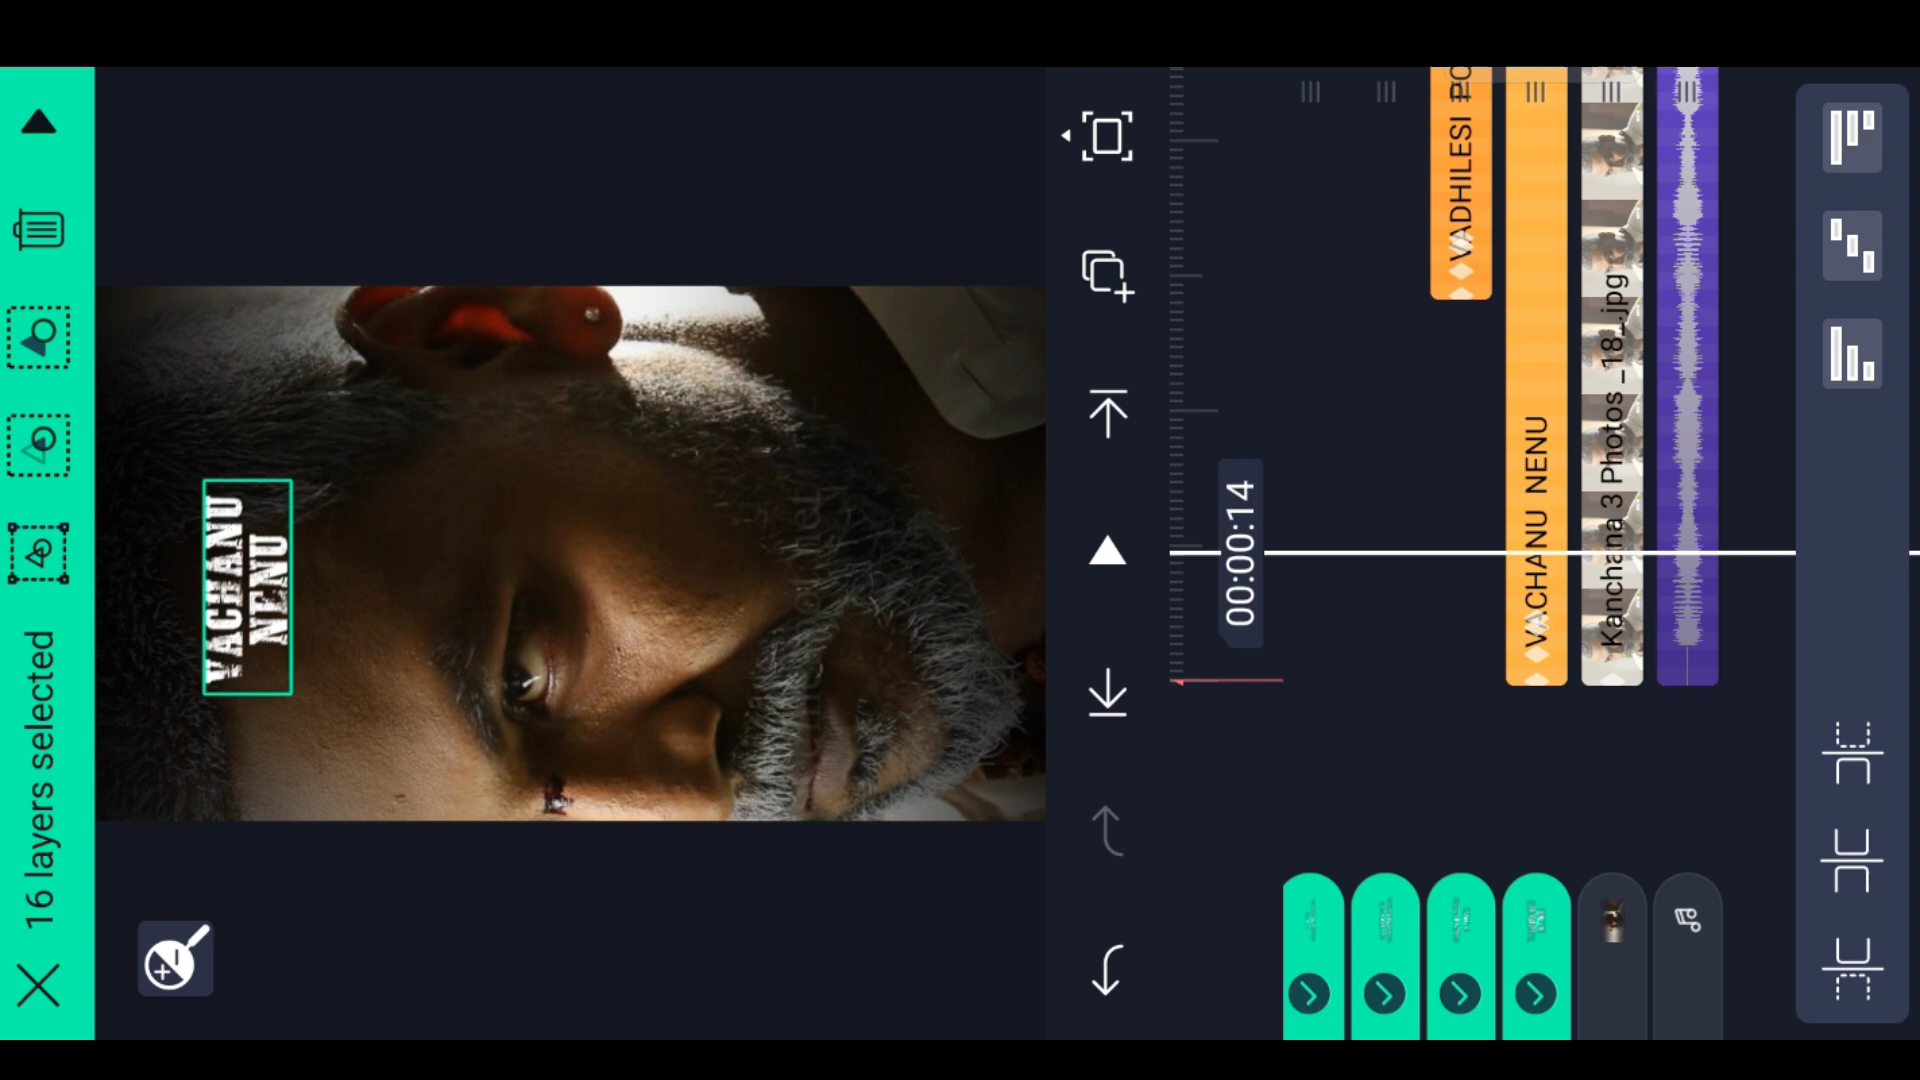 16 layers selected
VACHANU
NENU
00:00:14
VADHILESI
VACHANU NENU
Kanchana 3 Photos _18_.jpg